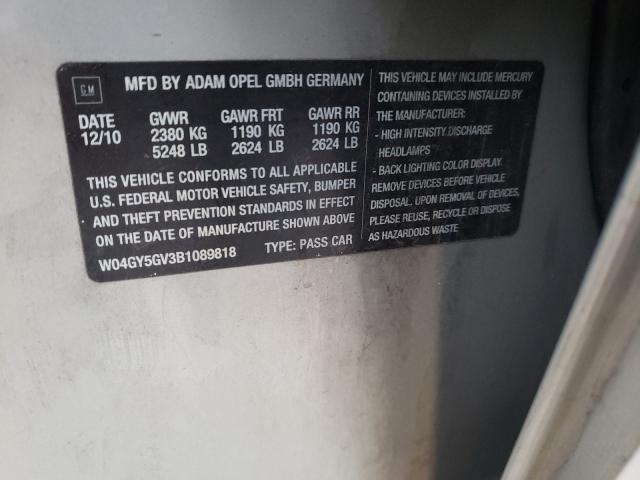 GM
MFD BY ADAM OPEL GMBH GERMANY
DATE GVWR GAWR FRT GAWR RR
12/10 2380 KG 1190 KG 1190 KG
5248 LB 2624 LB 2624 LB
THIS VEHICLE CONFORMS TO ALL APPLICABLE
U.S. FEDERAL MOTOR VEHICLE SAFETY, BUMPER
AND THEFT PREVENTION STANDARDS IN EFFECT
ON THE DATE OF MANUFACTURE SHOWN ABOVE
W04GY5GV3B1089818 TYPE: PASS CAR
THIS VEHICLE MAY INCLUDE MERCURY
CONTAINING DEVICES INSTALLED BY
THE MANUFACTURER:
- HIGH INTENSITY DISCHARGE
HEADLAMPS
- BACK LIGHTING COLOR DISPLAY
REMOVE DEVICES BEFORE VEHICLE
DISPOSAL. UPON REMOVAL OF DEVICES,
PLEASE REUSE, RECYCLE OR DISPOSE
AS HAZARDOUS WASTE